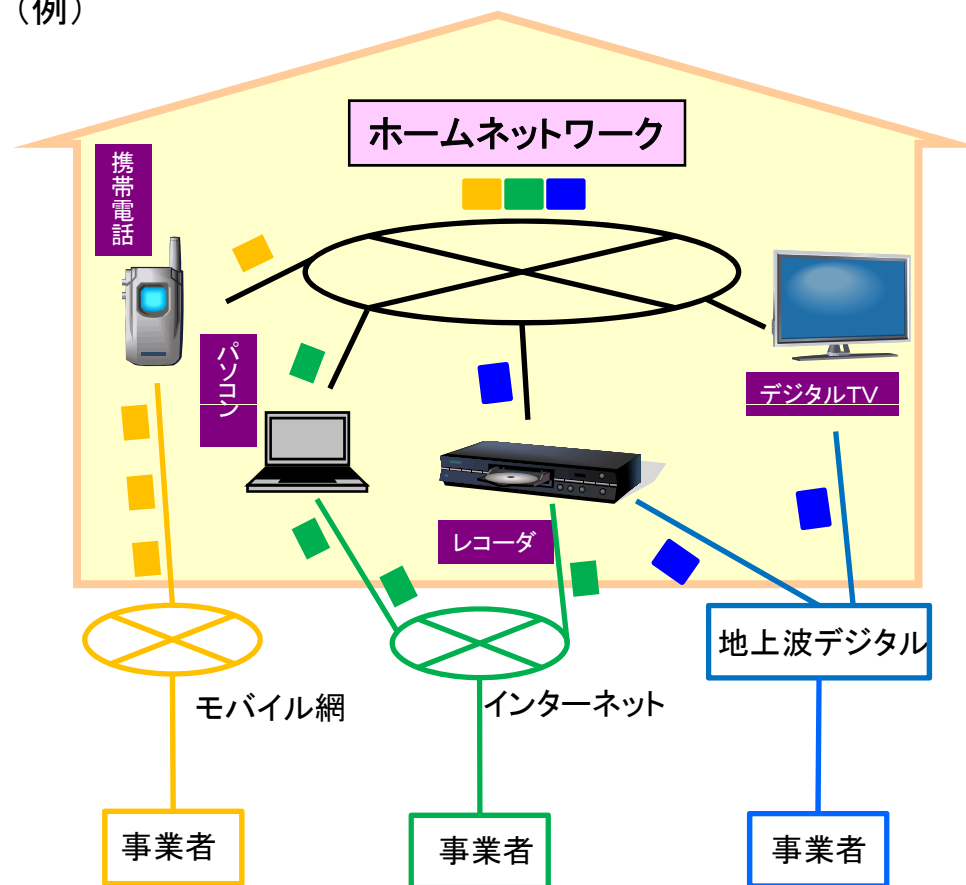 （例）
ホームネットワーク
携帯電話
パソコン
デジタルTV
レコーダ
地上波デジタル
モバイル網
インターネット
事業者
事業者
事業者